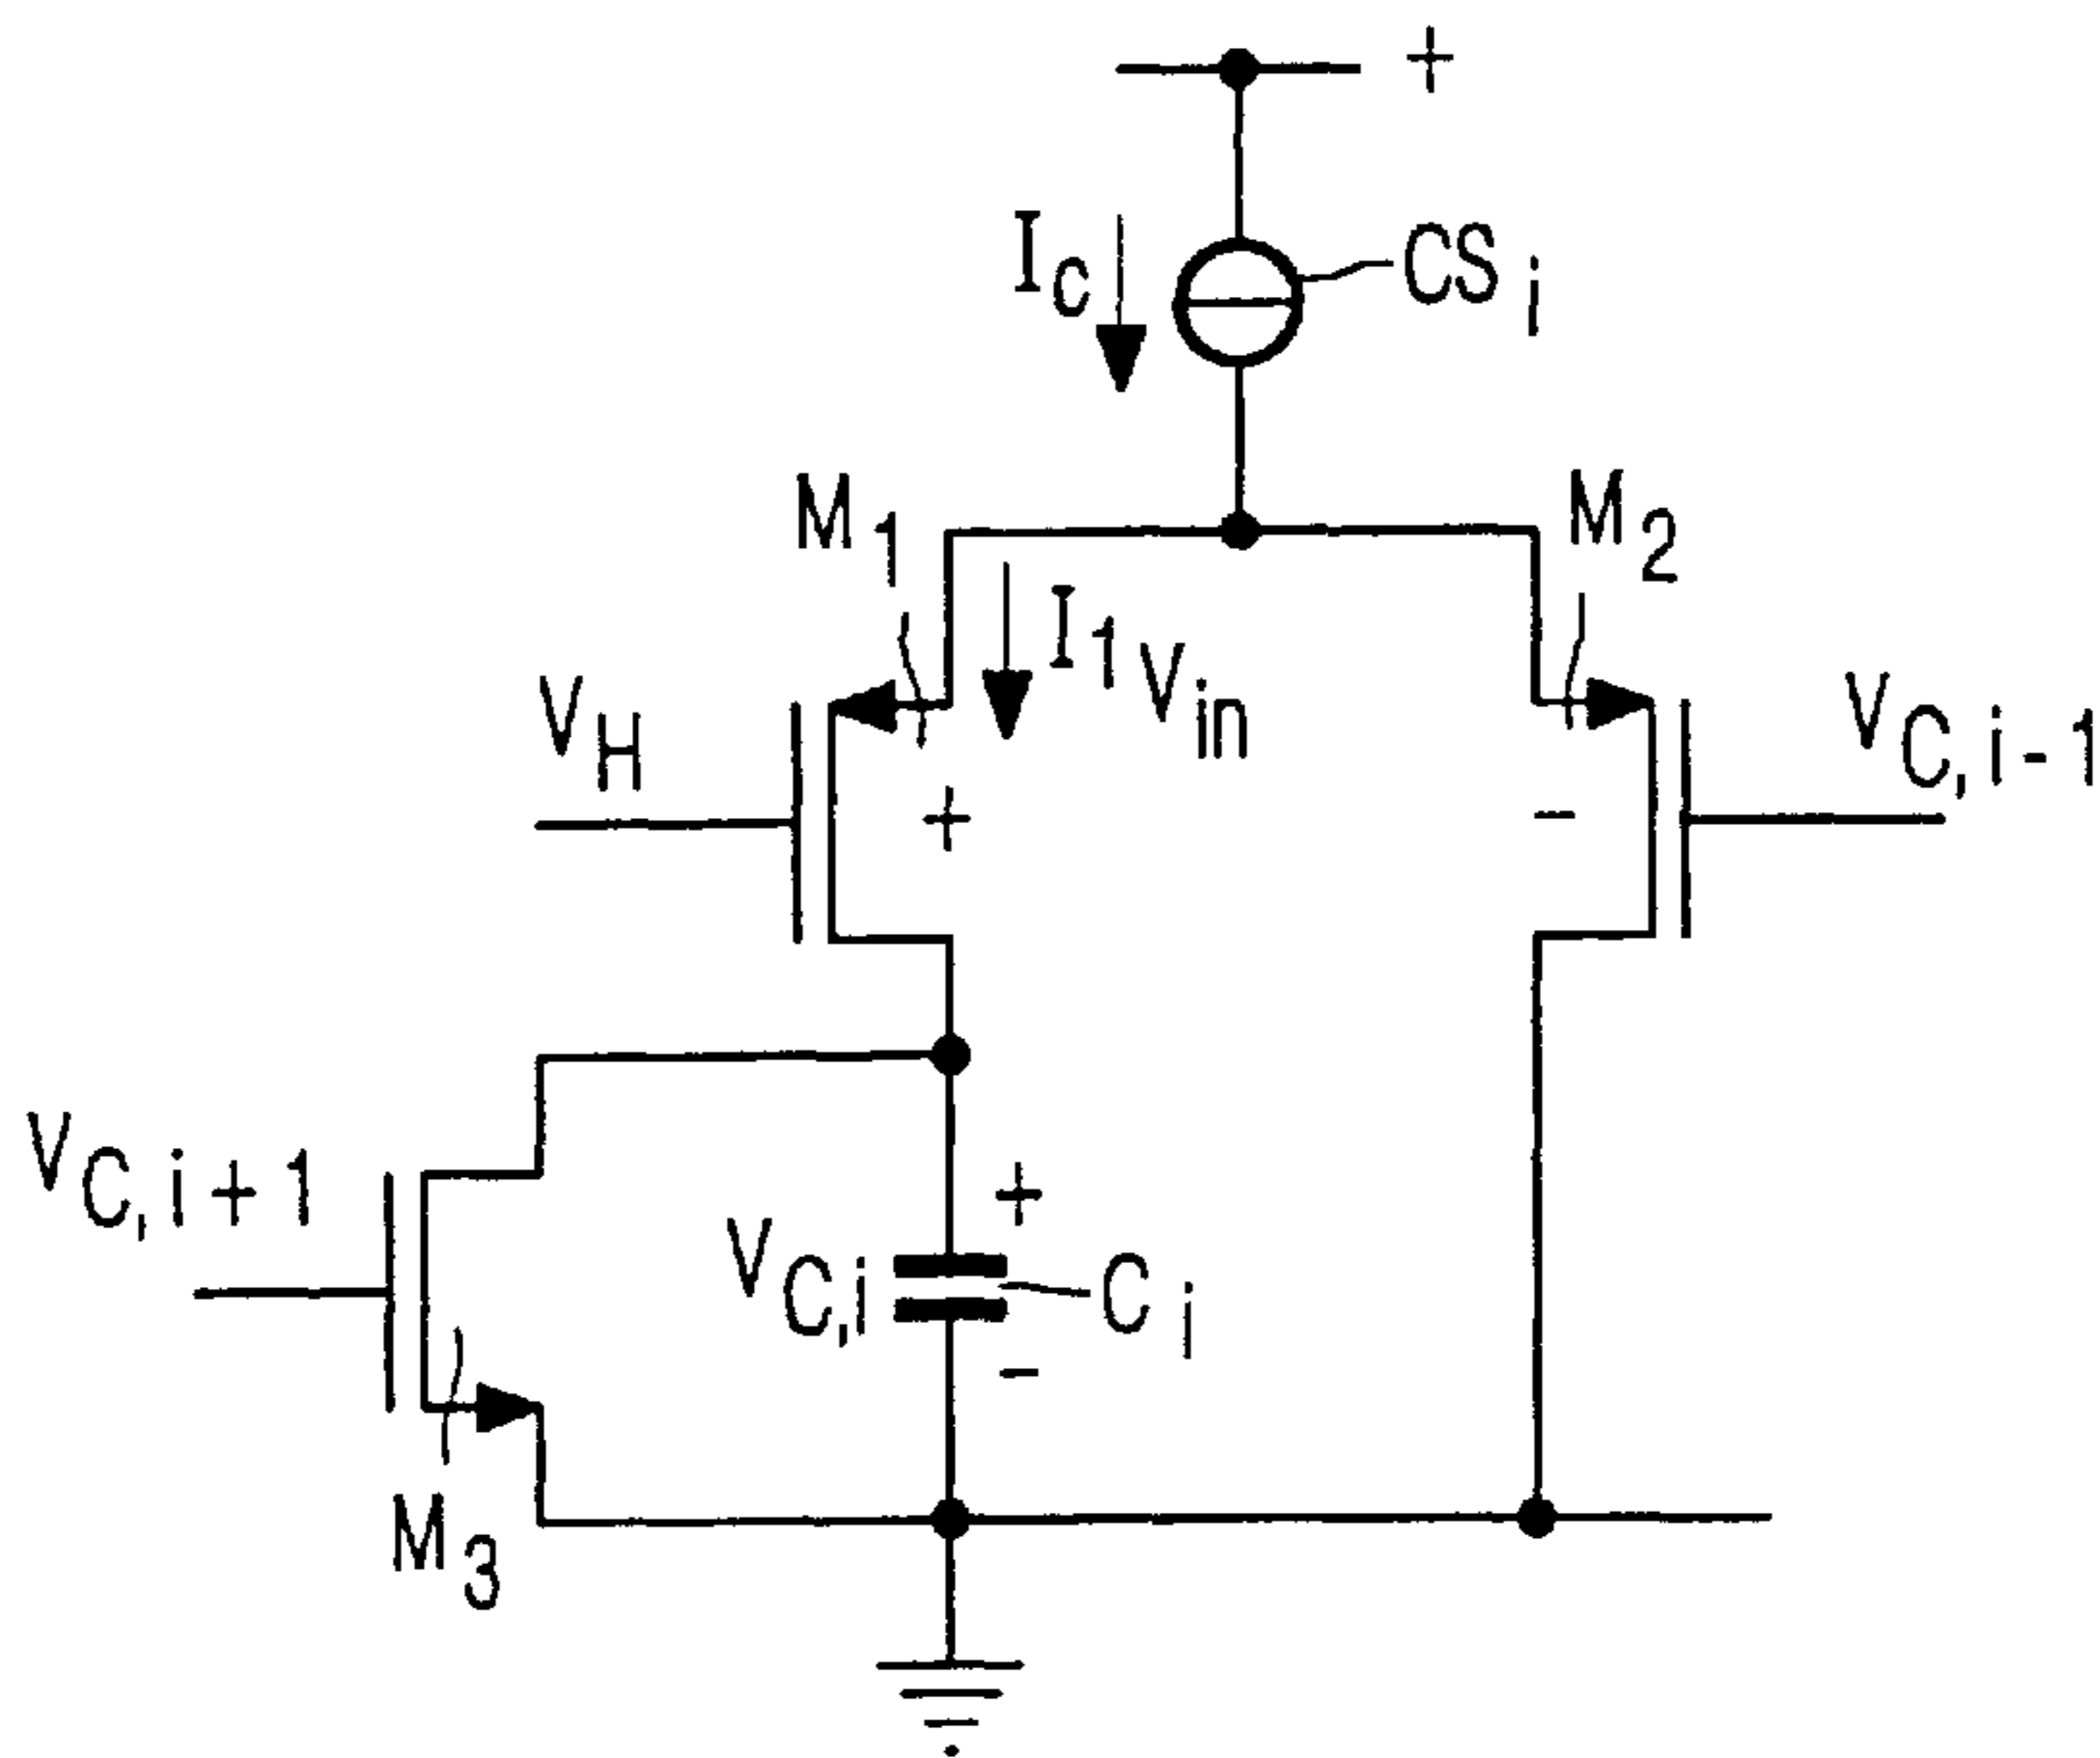 +
I_c
CS_i
M_1
M_2
I_1
V_in
V_H
V_C,i-1
+
-
V_C,i+1
+
V_C,i
C_i
-
M_3